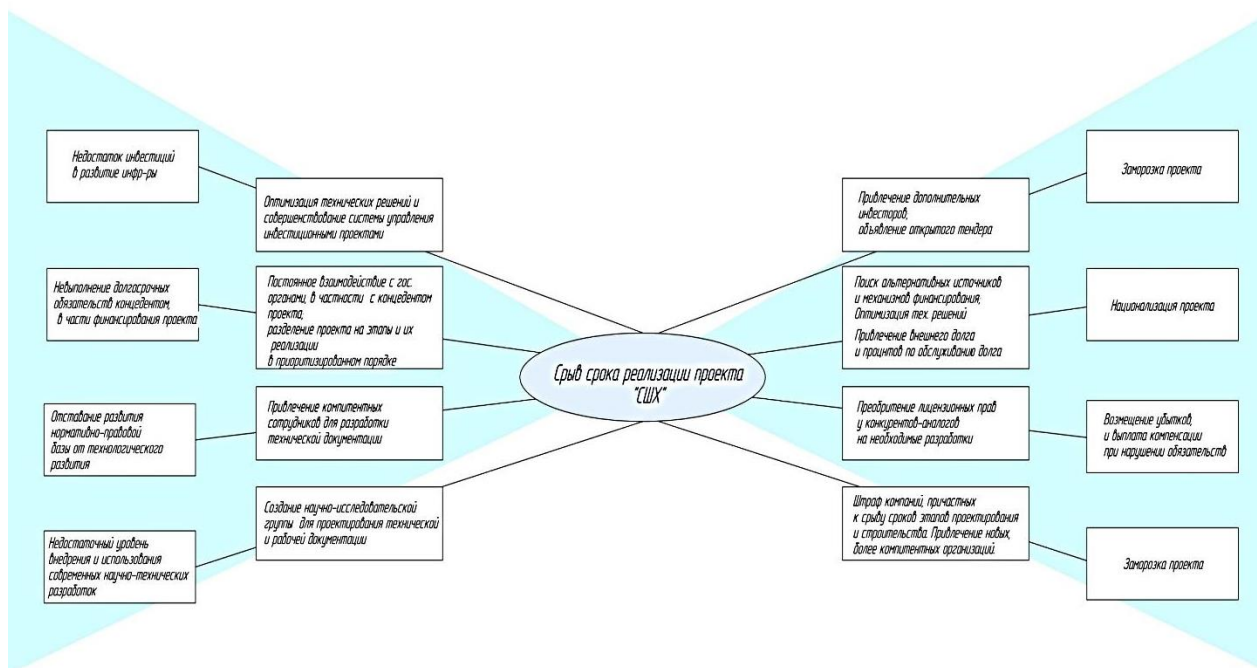 Недостаток инвестиций
в развитие инфр-ры
Оптимизация технических решений и
совершенствование системы управления
инвестиционными проектами
Невыполнение долгосрочных
обязательств концедентом,
в части финансирования проекта
Постоянное взаимодействие с гос.
органами, в частности с концедентом
проекта,
разделение проекта на этапы и их
реализации
в приоритизированном порядке
Отставание развития
нормативно-правовой
базы от технологического
развития
Привлечение компитентных
сотрудников для разработки
технической документации
Недостаточный уровень
внедрения и использования
современных научно-технических
разработок
Создание научно-исследовательской
группы для проектирования технической
и рабочей документации
Срыв срока реализации проекта
"СШХ"
Привлечение дополнительных
инвесторов,
объявление открытого тендера
Заморозка проекта
Поиск альтернативных источников
и механизмов финансирования,
Оптимизация тех. решений
Привлечение внешнего долга
и процнтов по обслуживанию долга
Национализация проекта
Преобритение лицензионных прав
у конкурентов-аналогов
на необходимые разработки
Возмещение убытков,
и выплата компенсации
при нарушении обязательств
Штраф компаний, причастных
к срыву сроков этапов проектирования
и строительства. Привлечение новых,
более компитентных организаций.
Заморозка проекта